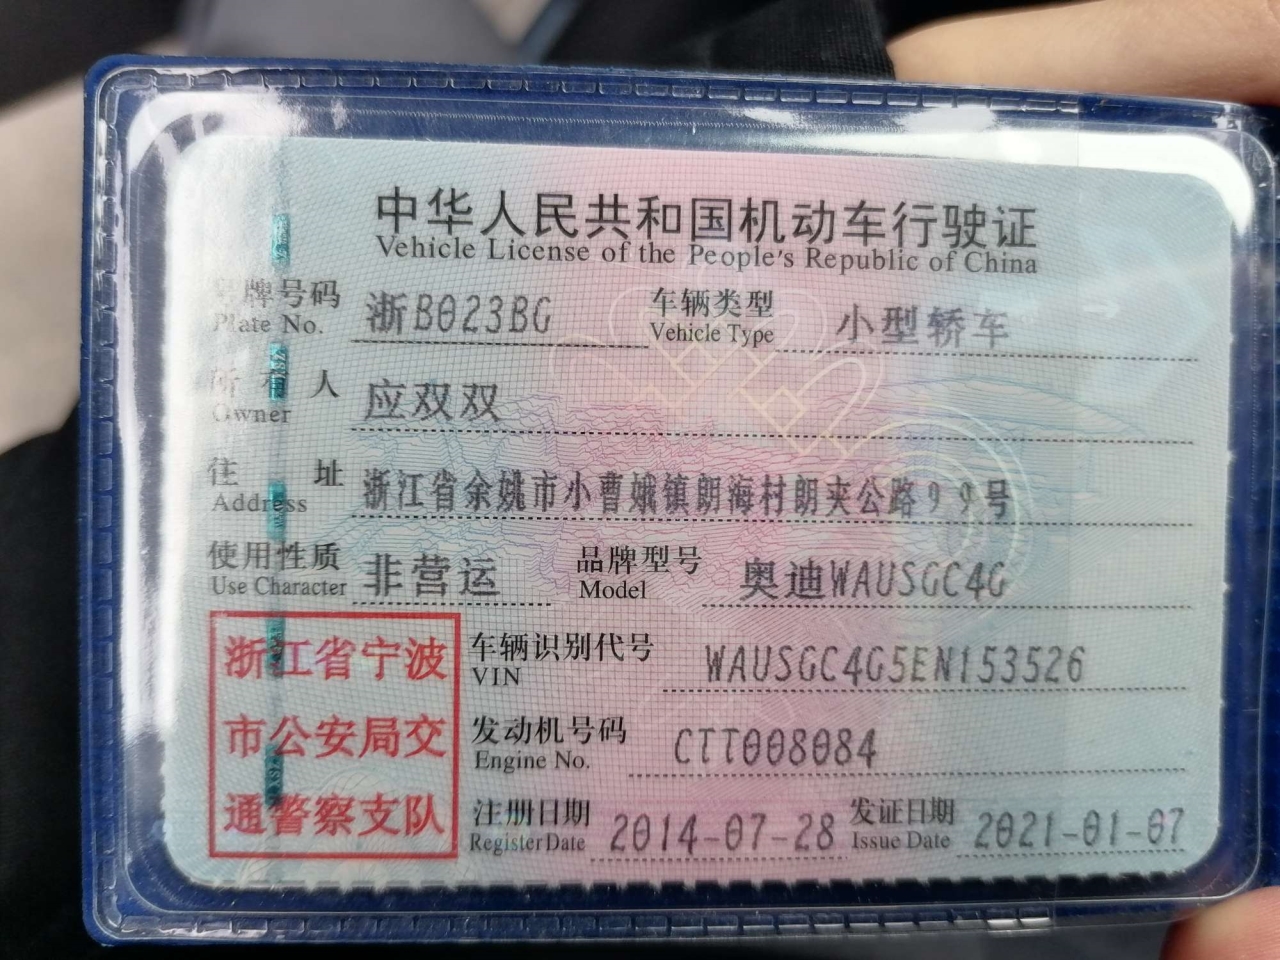 中华人民共和国机动车行驶证
Vehicle License of the People's Republic of China
号牌号码 浙B023BG 车辆类型 小型轿车
Plate No. Vehicle Type
所有人 应双双
Owner
住址 浙江省余姚市小曹娥镇朗海村朗夹公路99号
Address
使用性质 非营运 品牌型号 奥迪WAUSGC4G
Use Character Model
浙江省宁波
市公安局交
通警察支队
车辆识别代号 WAUSGC4G5EN153526
VIN
发动机号码 CTT008084
Engine No.
注册日期 2014-07-28 发证日期 2021-01-07
Register Date Issue Date